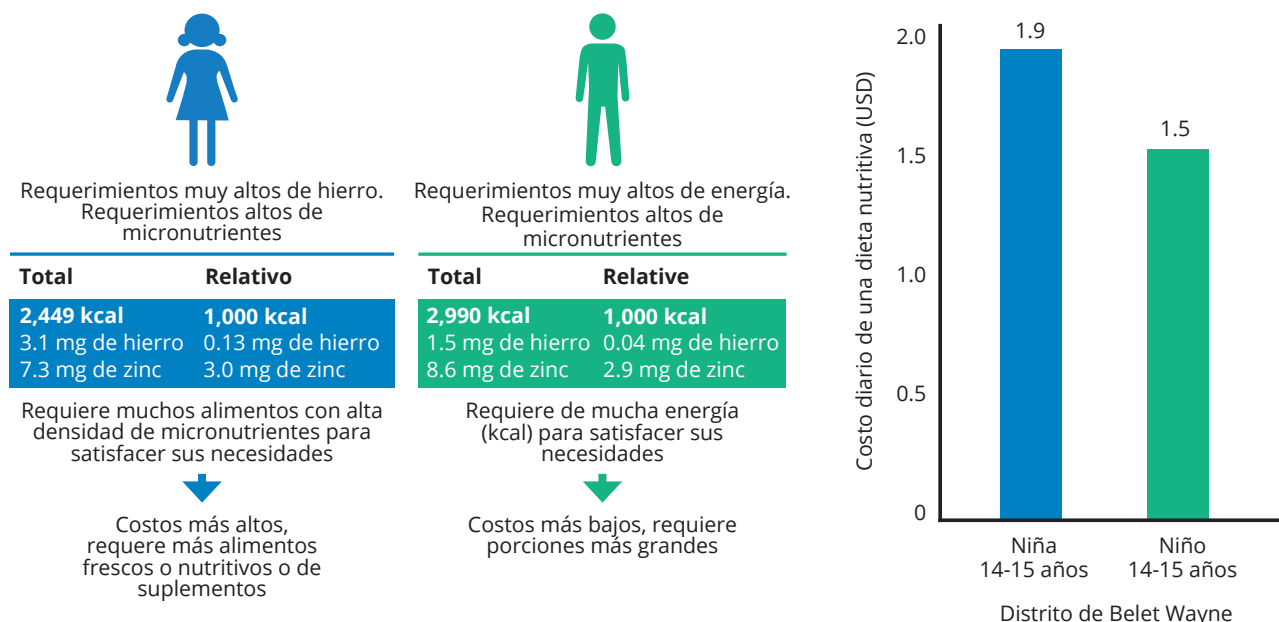 Requerimientos muy altos de hierro.
Requerimientos altos de
micronutrientes
Total Relativo
2,449 kcal 1,000 kcal
3.1 mg de hierro 0.13 mg de hierro
7.3 mg de zinc 3.0 mg de zinc
Requiere muchos alimentos con alta
densidad de micronutrientes para
satisfacer sus necesidades
Costos más altos,
requere más alimentos
frescos o nutritivos o de
suplementos
Requerimientos muy altos de energía.
Requerimientos altos de
micronutrientes
Total Relative
2,990 kcal 1,000 kcal
1.5 mg de hierro 0.04 mg de hierro
8.6 mg de zinc 2.9 mg de zinc
Requiere de mucha energía
(kcal) para satisfacer sus
necesidades
Costos más bajos, requiere
porciones más grandes
Costo diario de una dieta nutritiva (USD)
2.0
1.5
1.0
0.5
0
1.9
1.5
Niña
14-15 años
Niño
14-15 años
Distrito de Belet Wayne